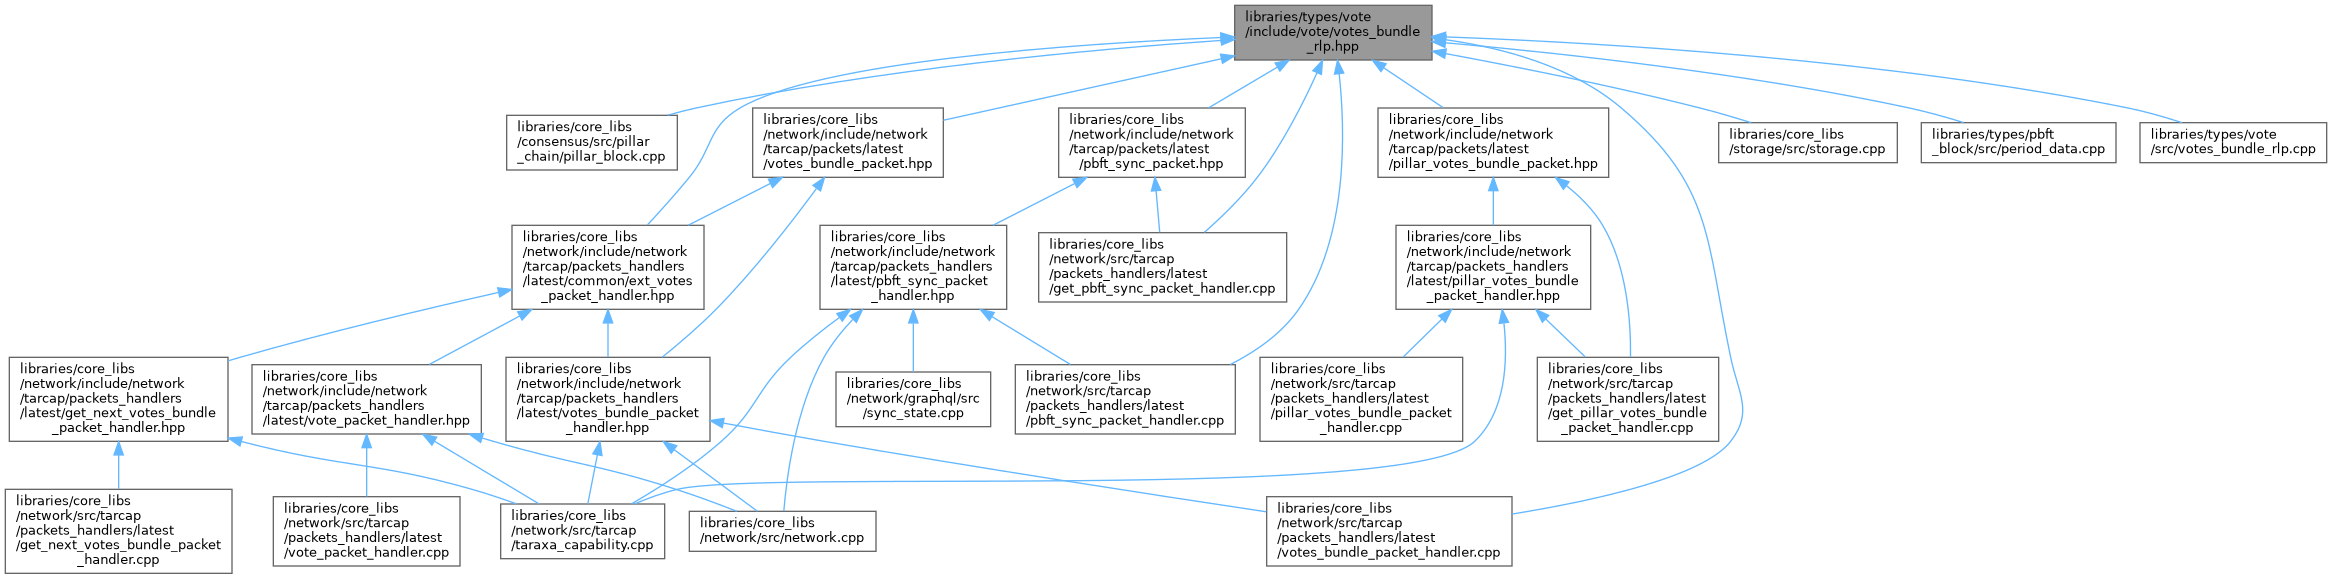 libraries/types/vote
/include/vote/votes_bundle
_rlp.hpp
libraries/core_libs
/consensus/src/pillar
_chain/pillar_block.cpp
libraries/core_libs
/network/include/network
/tarcap/packets/latest
/votes_bundle_packet.hpp
libraries/core_libs
/network/include/network
/tarcap/packets/latest
/pbft_sync_packet.hpp
libraries/core_libs
/network/include/network
/tarcap/packets/latest
/pillar_votes_bundle_packet.hpp
libraries/core_libs
/storage/src/storage.cpp
libraries/types/pbft
_block/src/period_data.cpp
libraries/types/vote
/src/votes_bundle_rlp.cpp
libraries/core_libs
/network/include/network
/tarcap/packets_handlers
/latest/common/ext_votes
_packet_handler.hpp
libraries/core_libs
/network/include/network
/tarcap/packets_handlers
/latest/pbft_sync_packet
_handler.hpp
libraries/core_libs
/network/src/tarcap
/packets_handlers/latest
/get_pbft_sync_packet_handler.cpp
libraries/core_libs
/network/include/network
/tarcap/packets_handlers
/latest/pillar_votes_bundle
_packet_handler.hpp
libraries/core_libs
/network/include/network
/tarcap/packets_handlers
/latest/get_next_votes_bundle
_packet_handler.hpp
libraries/core_libs
/network/include/network
/tarcap/packets_handlers
/latest/vote_packet_handler.hpp
libraries/core_libs
/network/include/network
/tarcap/packets_handlers
/latest/votes_bundle_packet
_handler.hpp
libraries/core_libs
/network/graphql/src
/sync_state.cpp
libraries/core_libs
/network/src/tarcap
/packets_handlers/latest
/pbft_sync_packet_handler.cpp
libraries/core_libs
/network/src/tarcap
/packets_handlers/latest
/pillar_votes_bundle_packet
_handler.cpp
libraries/core_libs
/network/src/tarcap
/packets_handlers/latest
/get_pillar_votes_bundle
_packet_handler.cpp
libraries/core_libs
/network/src/tarcap
/packets_handlers/latest
/get_next_votes_bundle_packet
_handler.cpp
libraries/core_libs
/network/src/tarcap
/packets_handlers/latest
/vote_packet_handler.cpp
libraries/core_libs
/network/src/tarcap
/taraxa_capability.cpp
libraries/core_libs
/network/src/network.cpp
libraries/core_libs
/network/src/tarcap
/packets_handlers/latest
/votes_bundle_packet_handler.cpp